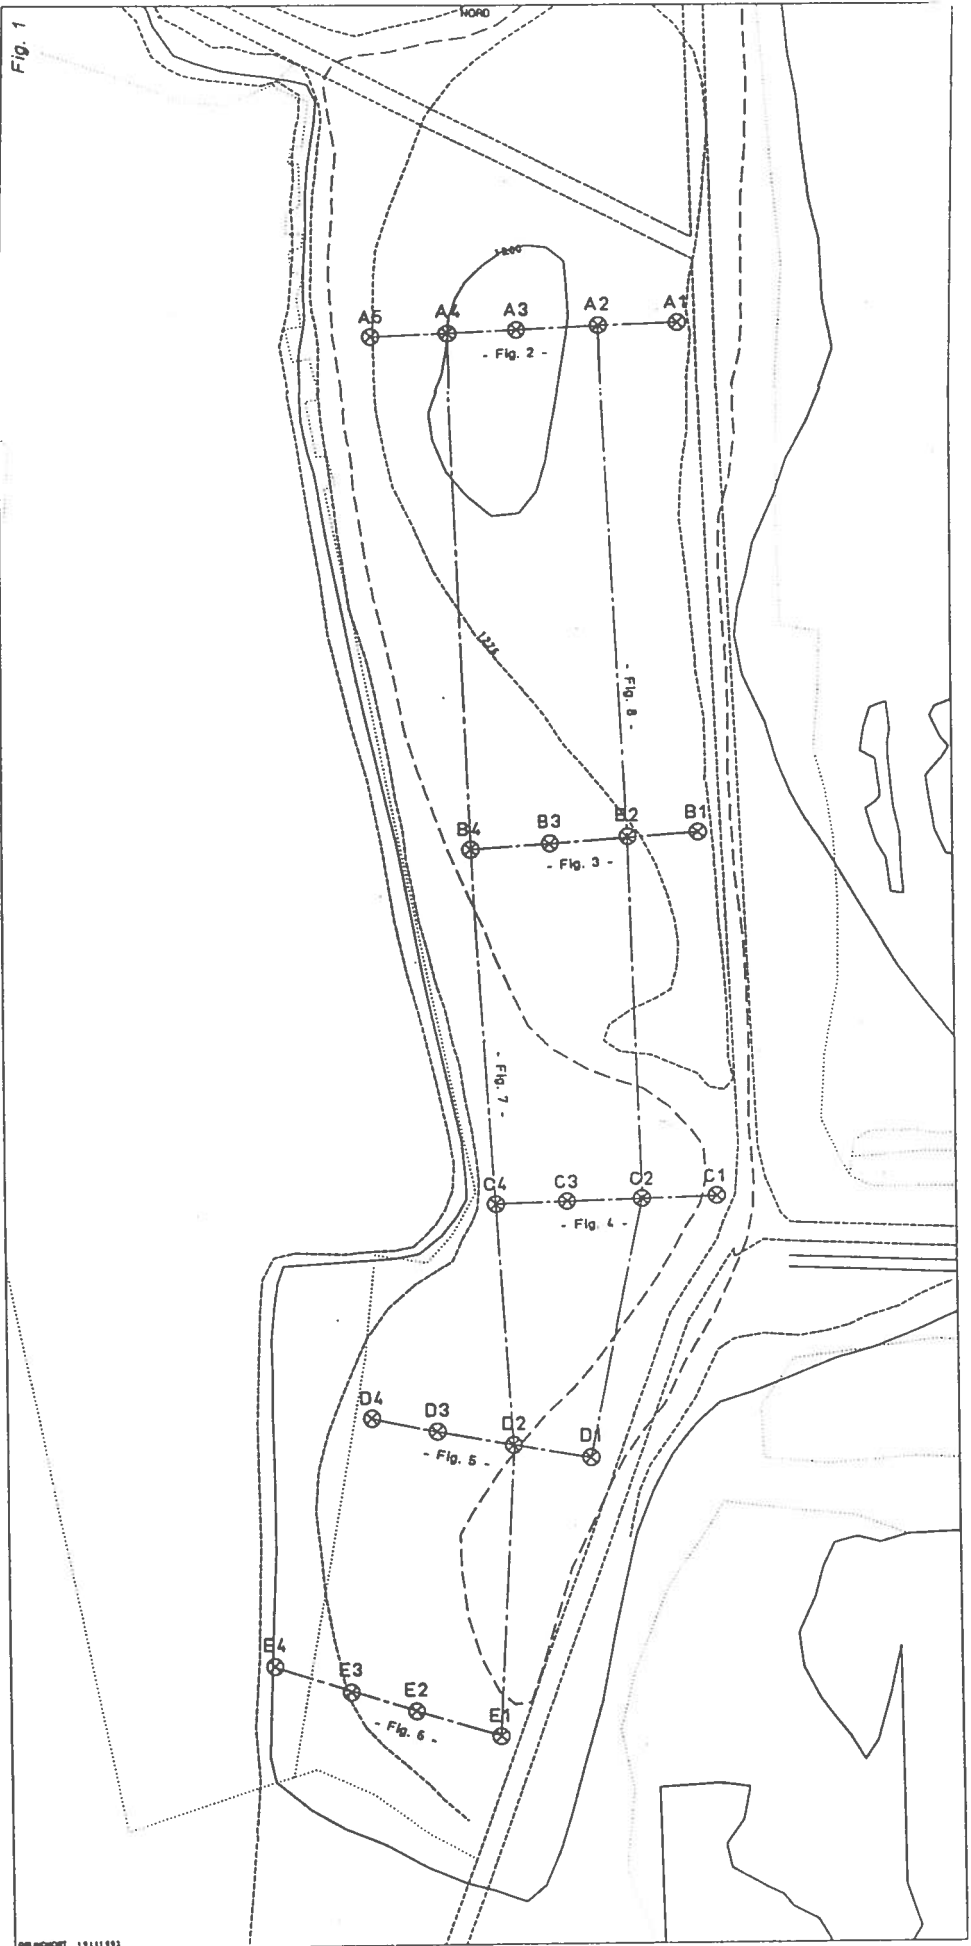 Fig. 1
NORD
1200
A5 A4 A3 A2 A1
- Fig. 2 -
1225
- Fig. 8 -
B4 B3 B2 B1
- Fig. 3 -
- Fig. 7 -
C4 C3 C2 C1
- Fig. 4 -
D4 D3 D2 D1
- Fig. 5 -
E4 E3 E2 E1
- Fig. 6 -